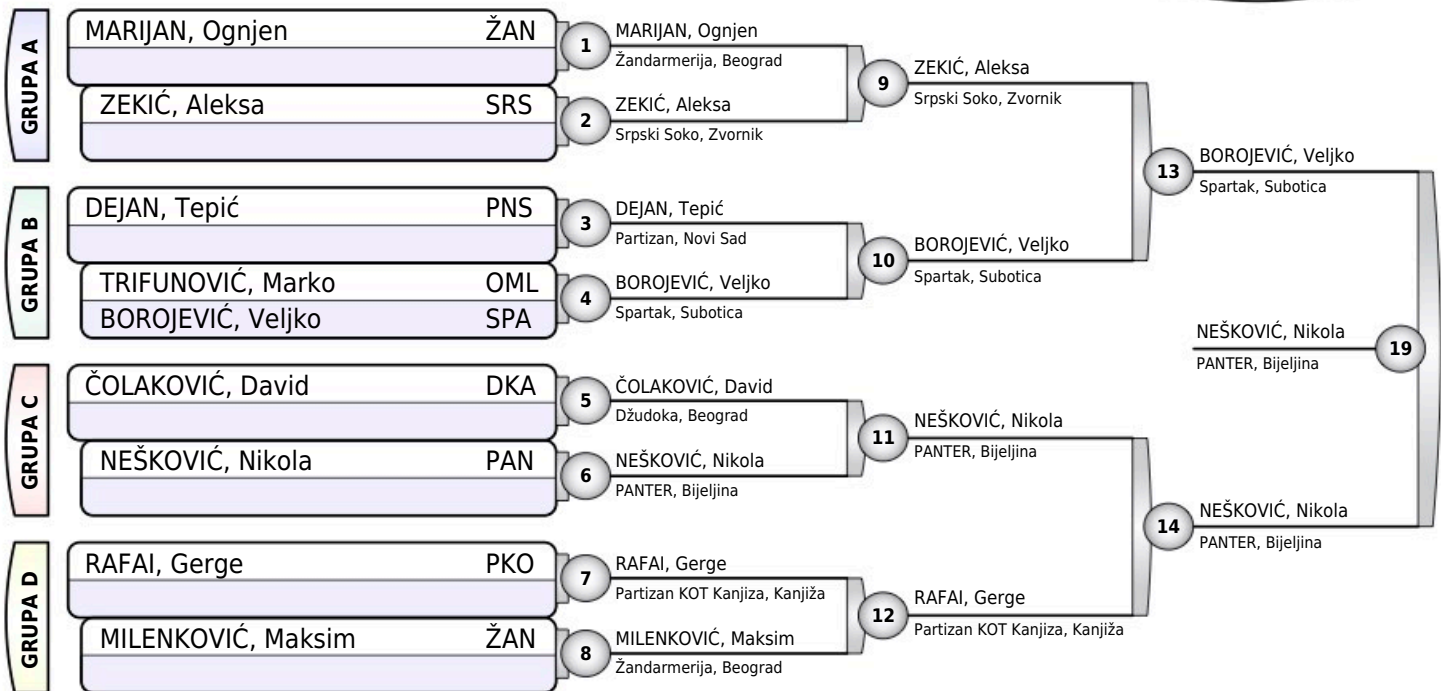 GRUPA A
MARIJAN, Ognjen ŽAN
ZEKIĆ, Aleksa SRS
GRUPA B
DEJAN, Tepić PNS
TRIFUNOVIĆ, Marko OML
BOROJEVIĆ, Veljko SPA
GRUPA C
ČOLAKOVIĆ, David DKA
NEŠKOVIĆ, Nikola PAN
GRUPA D
RAFAI, Gerge PKO
MILENKOVIĆ, Maksim ŽAN
1 MARIJAN, Ognjen
Žandarmerija, Beograd
2 ZEKIĆ, Aleksa
Srpski Soko, Zvornik
3 DEJAN, Tepić
Partizan, Novi Sad
4 BOROJEVIĆ, Veljko
Spartak, Subotica
5 ČOLAKOVIĆ, David
Džudoka, Beograd
6 NEŠKOVIĆ, Nikola
PANTER, Bijeljina
7 RAFAI, Gerge
Partizan KOT Kanjiza, Kanjiža
8 MILENKOVIĆ, Maksim
Žandarmerija, Beograd
9 ZEKIĆ, Aleksa
Srpski Soko, Zvornik
10 BOROJEVIĆ, Veljko
Spartak, Subotica
11 NEŠKOVIĆ, Nikola
PANTER, Bijeljina
12 RAFAI, Gerge
Partizan KOT Kanjiza, Kanjiža
13 BOROJEVIĆ, Veljko
Spartak, Subotica
14 NEŠKOVIĆ, Nikola
PANTER, Bijeljina
NEŠKOVIĆ, Nikola 19
PANTER, Bijeljina